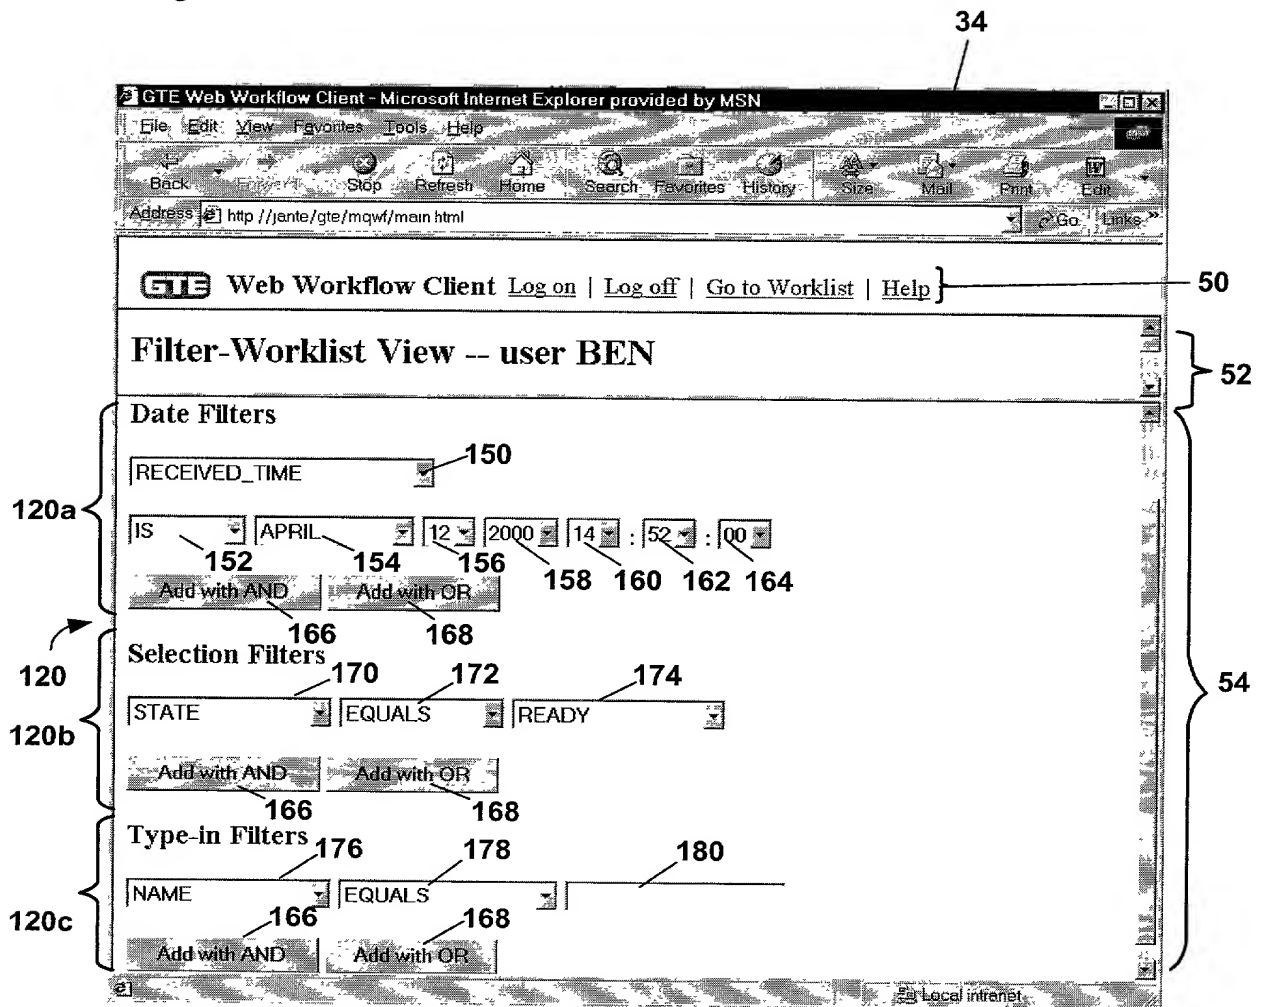 34
GTE Web Workflow Client - Microsoft Internet Explorer provided by MSN
File Edit View Favorites Tools Help
Back Forward Stop Refresh Home Search Favorites History Size Mail Print Edit
Address http //jante/gte/mqwf/main html Go Links »
GTE Web Workflow Client Log on | Log off | Go to Worklist | Help } 50
Filter-Worklist View -- user BEN
52
Date Filters
150
RECEIVED_TIME
120a
IS APRIL 12 2000 14 : 52 : 00
152 154 156 158 160 162 164
Add with AND Add with OR
166 168
120
Selection Filters
170 172 174
54
STATE EQUALS READY
120b
Add with AND Add with OR
166 168
Type-in Filters
176 178 180
NAME EQUALS
120c
166 168
Add with AND Add with OR
Local intranet